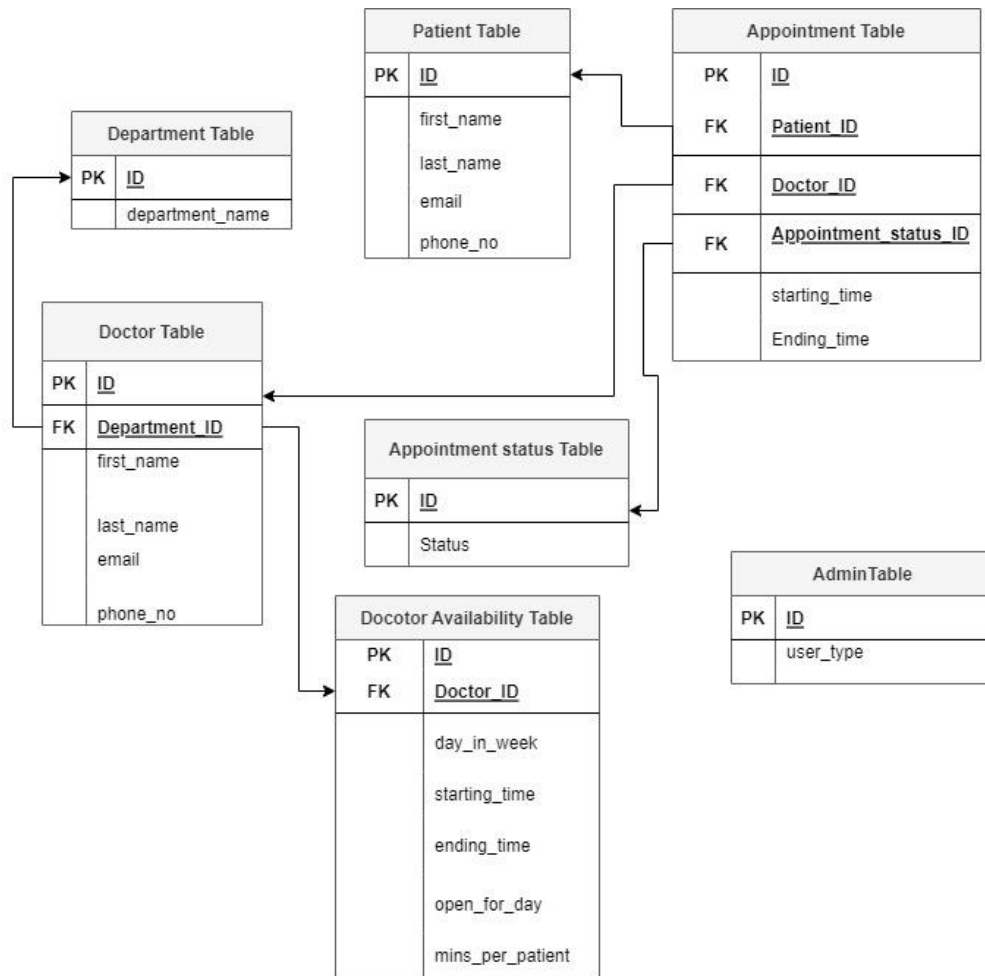 Patient Table
PK ID
first_name
last_name
email
phone_no
Appointment Table
PK ID
FK Patient_ID
FK Doctor_ID
FK Appointment_status_ID
starting_time
Ending_time
Department Table
PK ID
department_name
Doctor Table
PK ID
FK Department_ID
first_name
last_name
email
phone_no
Appointment status Table
PK ID
Status
Docotor Availability Table
PK ID
FK Doctor_ID
day_in_week
starting_time
ending_time
open_for_day
mins_per_patient
AdminTable
PK ID
user_type